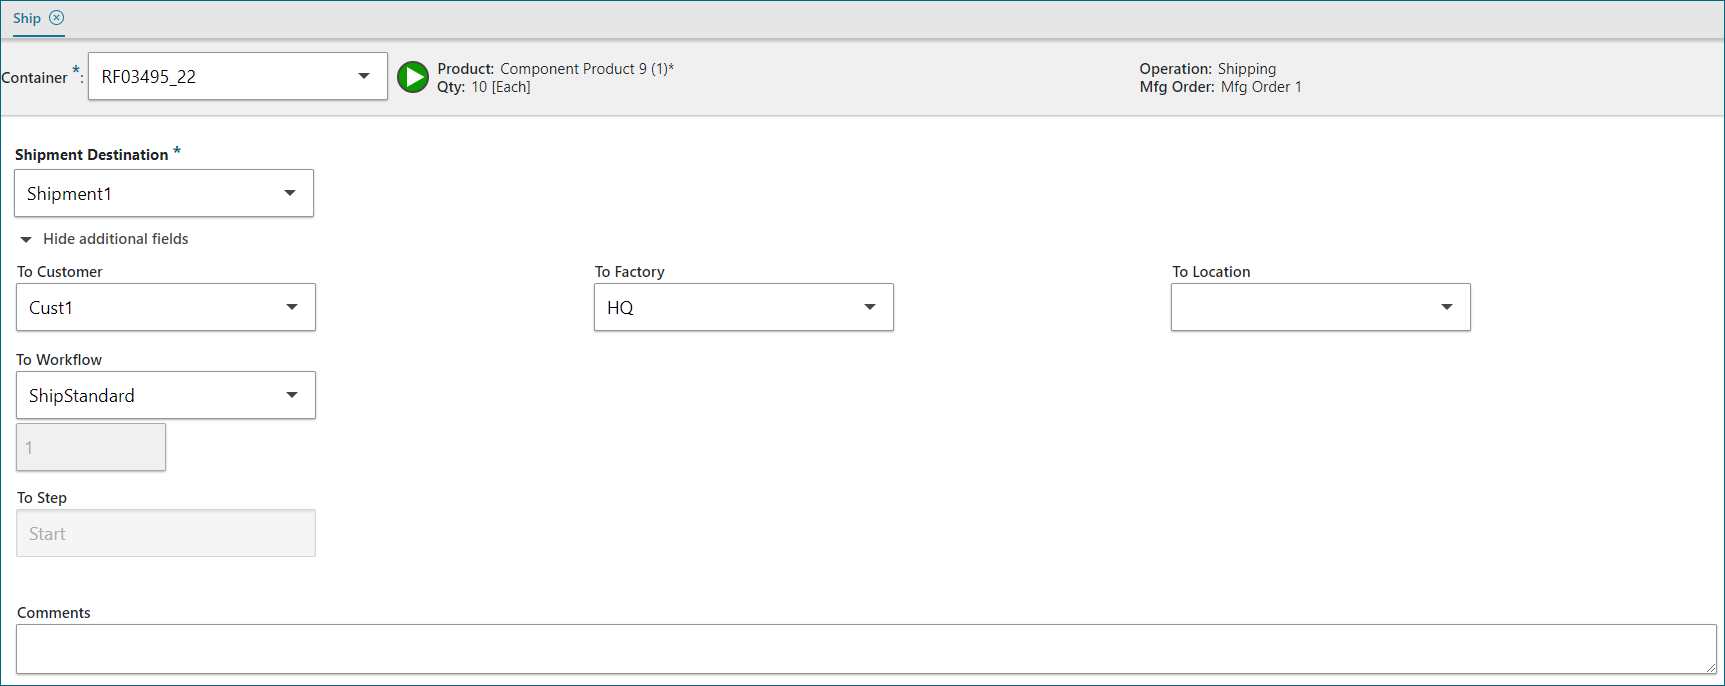 Ship
Container *:
RF03495_22
Product: Component Product 9 (1)*
Qty: 10 [Each]
Operation: Shipping
Mfg Order: Mfg Order 1
Shipment Destination *
Shipment1
Hide additional fields
To Customer
Cust1
To Factory
HQ
To Location
To Workflow
ShipStandard
1
To Step
Start
Comments